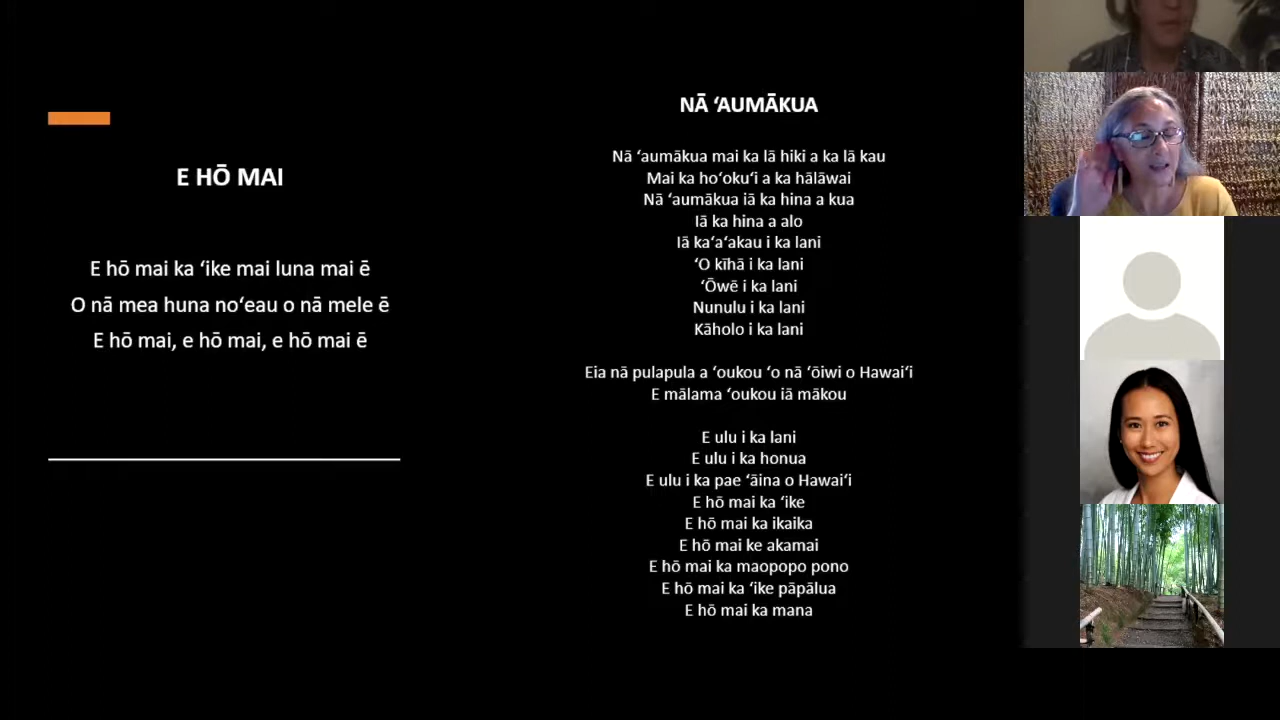 E HŌ MAI
E hō mai ka ʻike mai luna mai ē
O nā mea huna noʻeau o nā mele ē
E hō mai, e hō mai, e hō mai ē
NĀ ʻAUMĀKUA
Nā ʻaumākua mai ka lā hiki a ka lā kau
Mai ka hoʻokuʻi a ka hālāwai
Nā ʻaumākua iā ka hina a kua
Iā ka hina a alo
Iā kaʻaʻakau i ka lani
ʻO kīhā i ka lani
ʻŌwē i ka lani
Nunulu i ka lani
Kāholo i ka lani
Eia nā pulapula a ʻoukou ʻo nā ʻōiwi o Hawaiʻi
E mālama ʻoukou iā mākou
E ulu i ka lani
E ulu i ka honua
E ulu i ka pae ʻāina o Hawaiʻi
E hō mai ka ʻike
E hō mai ka ikaika
E hō mai ke akamai
E hō mai ka maopopo pono
E hō mai ka ʻike pāpālua
E hō mai ka mana